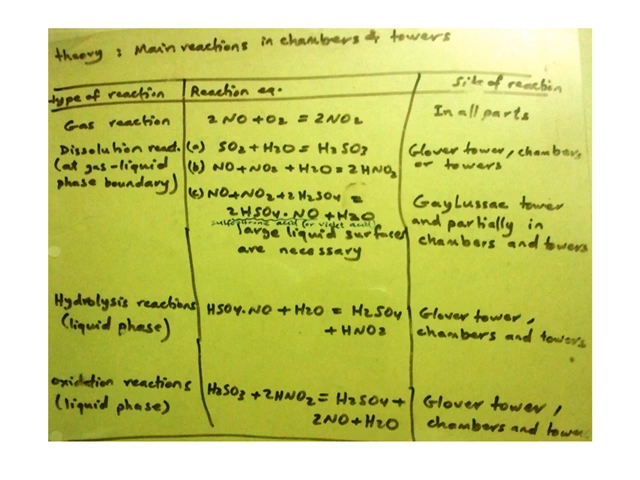 theory : Main reactions in chambers & towers
type of reaction Reaction eq. Site of reaction
Gas reaction 2NO + O2 = 2NO2 In all parts
Dissolution reac. (a) SO2 + H2O = H2SO3 Glover tower, chambers
(at gas-liquid (b) NO + NO2 + H2O = 2HNO2 or towers
phase boundary) (c) NO + NO2 + 2H2SO4 = GayLussac tower
2HSO4·NO + H2O and partially in
(or violet acid)
large liquid surfaces chambers and towers
are necessary
Hydrolysis reactions HSO4·NO + H2O = H2SO4 Glover tower,
(liquid phase) + HNO2 chambers and towers
oxidation reactions H2SO3 + 2HNO2 = H2SO4 + Glover tower,
(liquid phase) 2NO + H2O chambers and towers